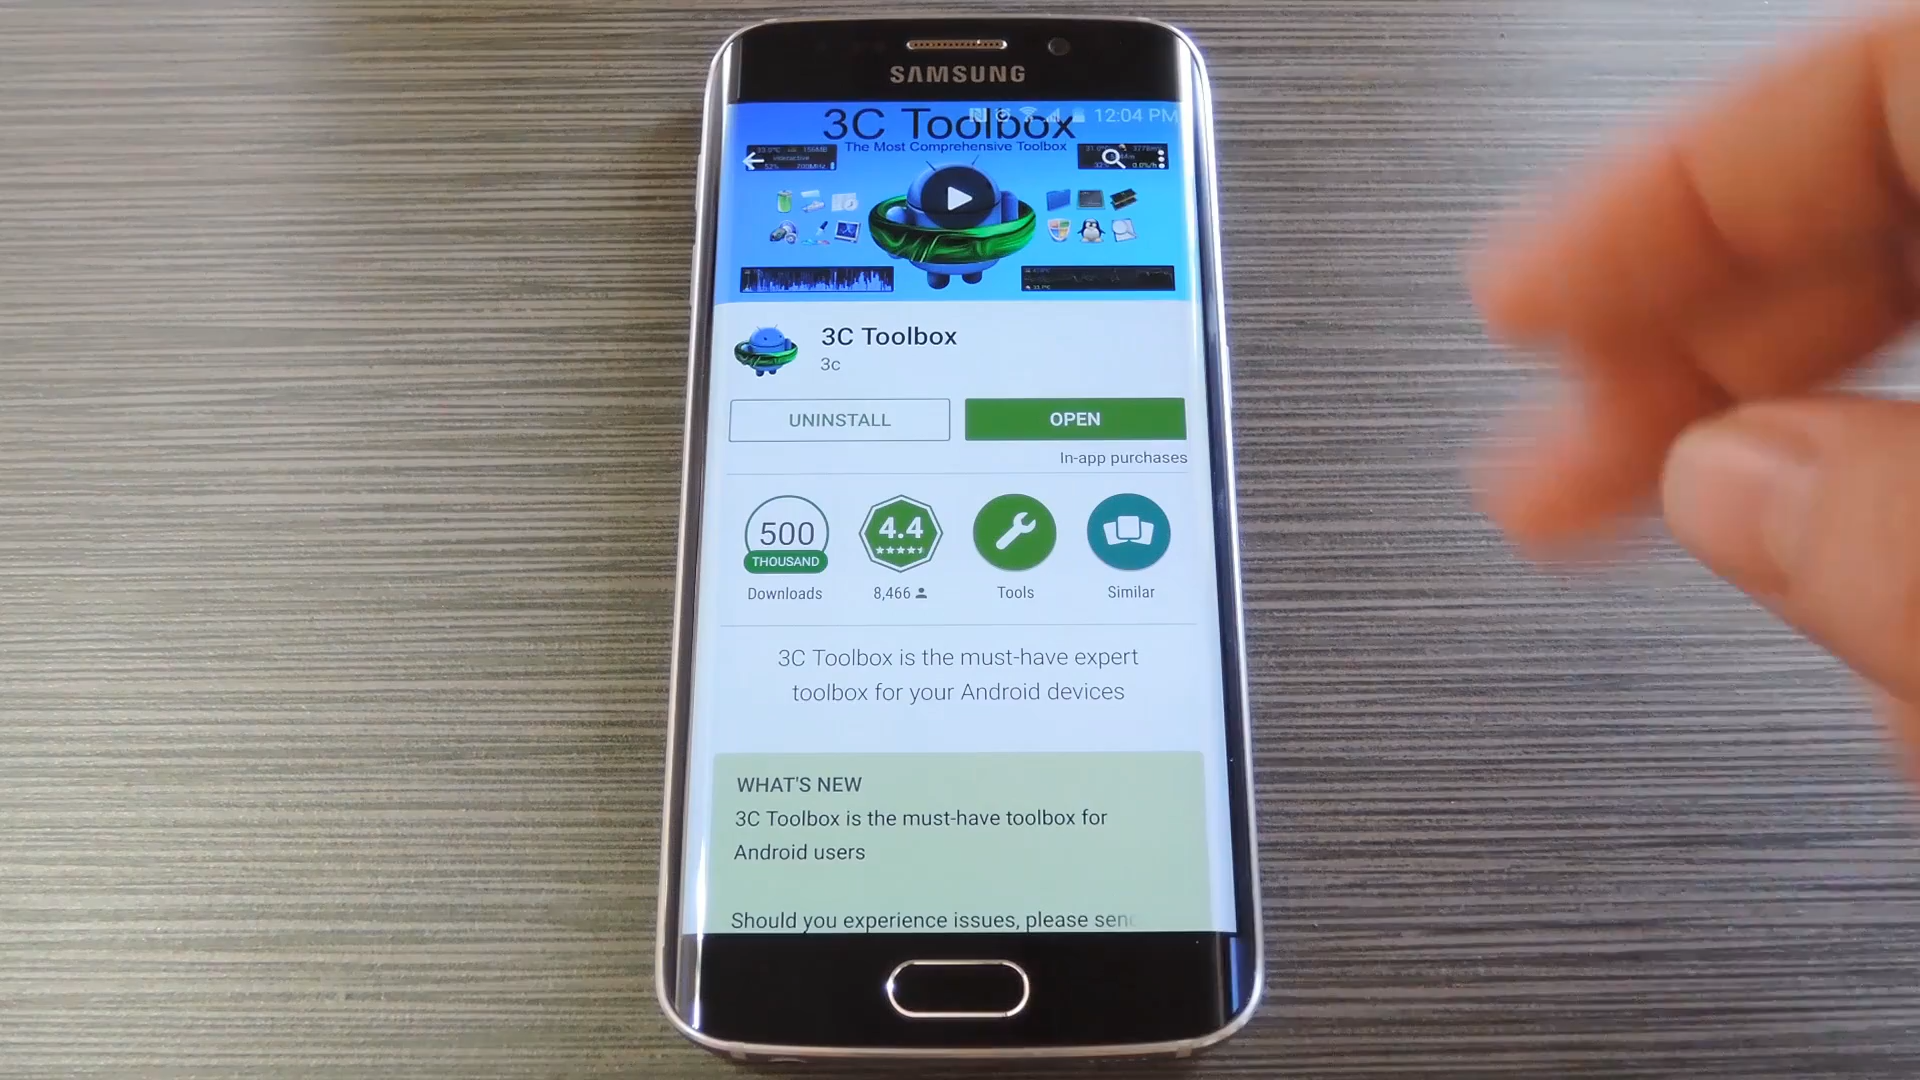 SAMSUNG
12:04 PM
3C Toolbox
The Most Comprehensive Toolbox
3C Toolbox
3c
UNINSTALL
OPEN
In-app purchases
500
THOUSAND
4.4
Downloads
8,466
Tools
Similar
3C Toolbox is the must-have expert
toolbox for your Android devices
WHAT'S NEW
3C Toolbox is the must-have toolbox for
Android users
Should you experience issues, please send